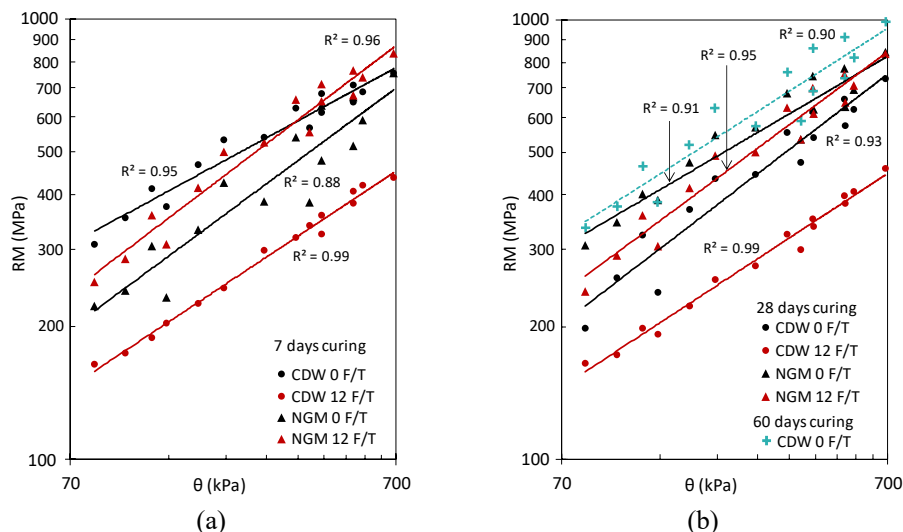 1000
900
800
700
600
500
400
300
200
100
RM (MPa)
R² = 0.96
R² = 0.95
R² = 0.88
R² = 0.99
7 days curing
CDW 0 F/T
CDW 12 F/T
NGM 0 F/T
NGM 12 F/T
70
θ (kPa)
700
(a)
1000
900
800
700
600
500
400
300
200
100
RM (MPa)
R² = 0.90
R² = 0.95
R² = 0.91
R² = 0.93
R² = 0.99
28 days curing
CDW 0 F/T
CDW 12 F/T
NGM 0 F/T
NGM 12 F/T
60 days curing
CDW 0 F/T
70
θ (kPa)
700
(b)